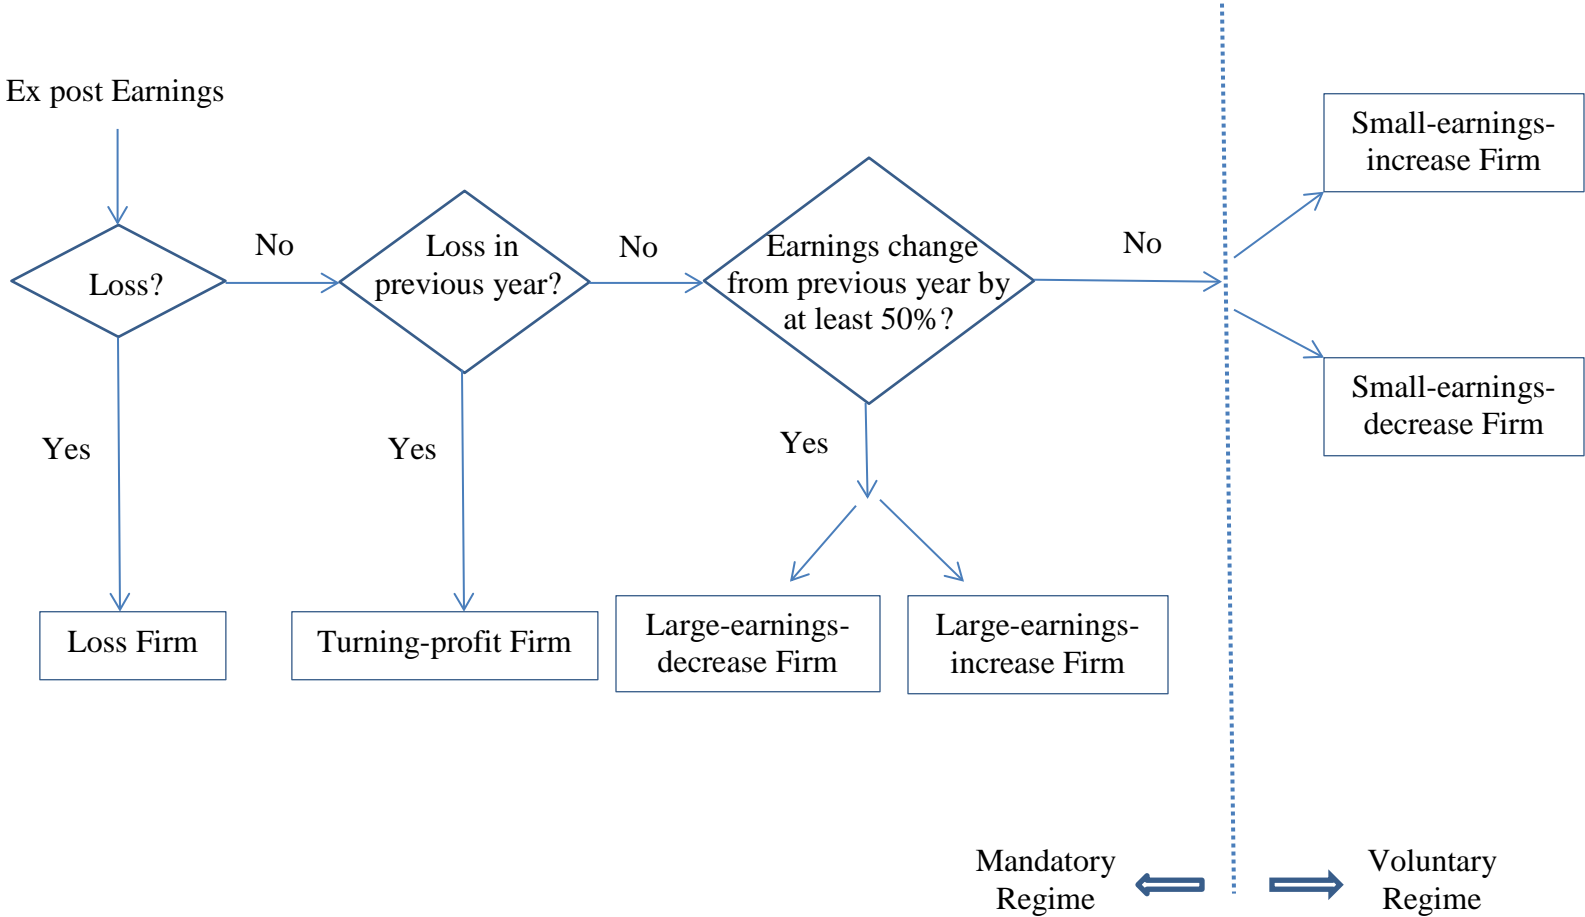 Ex post Earnings
Loss?
No
Yes
Loss Firm
Loss in
previous year?
No
Yes
Turning-profit Firm
Earnings change
from previous year by
at least 50%?
No
Yes
Large-earnings-
decrease Firm
Large-earnings-
increase Firm
Small-earnings-
increase Firm
Small-earnings-
decrease Firm
Mandatory
Regime
Voluntary
Regime